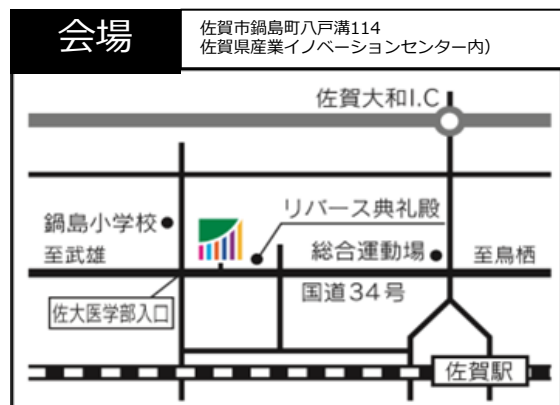 会場
佐賀市鍋島町八戸溝114
佐賀県産業イノベーションセンター内）
佐賀大和I.C
リバース典礼殿
鍋島小学校
至武雄
総合運動場
至鳥栖
佐大医学部入口
国道34号
佐賀駅